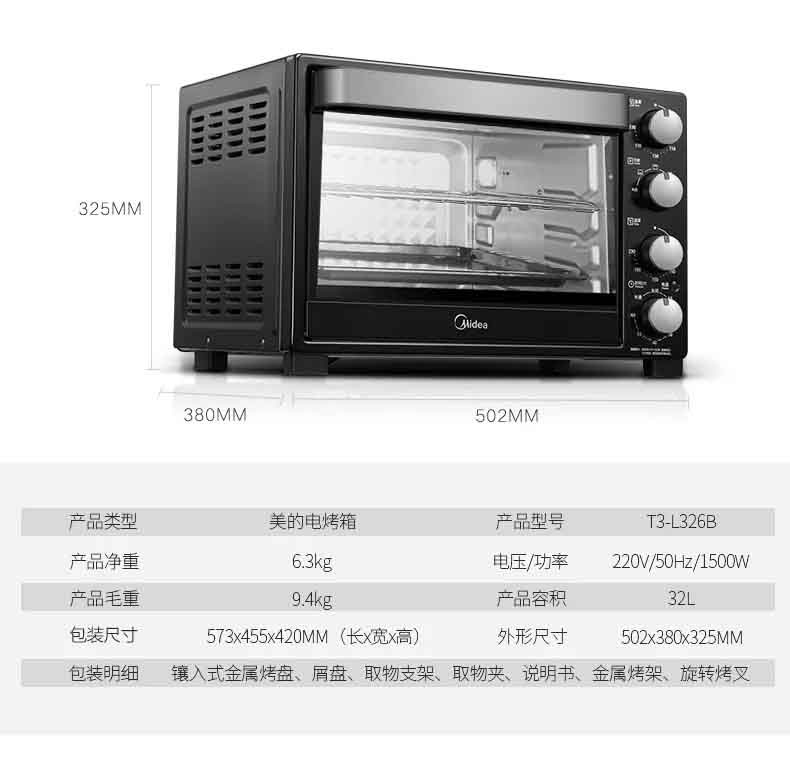 325MM
Midea
380MM
502MM
产品类型 美的电烤箱 产品型号 T3-L326B
产品净重 6.3kg 电压/功率 220V/50Hz/1500W
产品毛重 9.4kg 产品容积 32L
包装尺寸 573x455x420MM（长x宽x高） 外形尺寸 502x380x325MM
包装明细 镶入式金属烤盘、屑盘、取物支架、取物夹、说明书、金属烤架、旋转烤叉